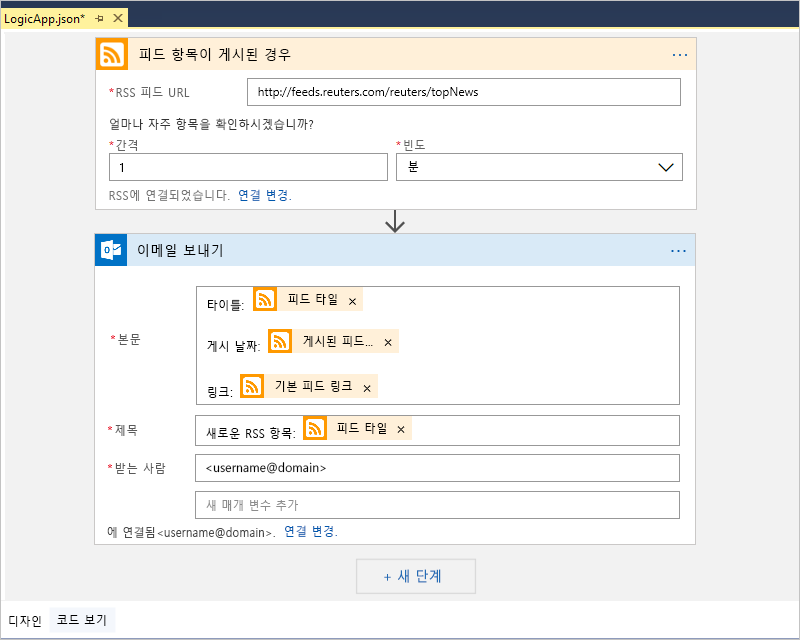 LogicApp.json*
피드 항목이 게시된 경우
*RSS 피드 URL http://feeds.reuters.com/reuters/topNews
얼마나 자주 항목을 확인하시겠습니까?
*간격 *빈도
1 분
RSS에 연결되었습니다. 연결 변경.
이메일 보내기
*본문
타이틀: 피드 타일 ×
게시 날짜: 게시된 피드... ×
링크: 기본 피드 링크 ×
*제목 새로운 RSS 항목: 피드 타일 ×
*받는 사람 <username@domain>
새 매개 변수 추가
에 연결됨<username@domain>. 연결 변경.
+ 새 단계
디자인 코드 보기